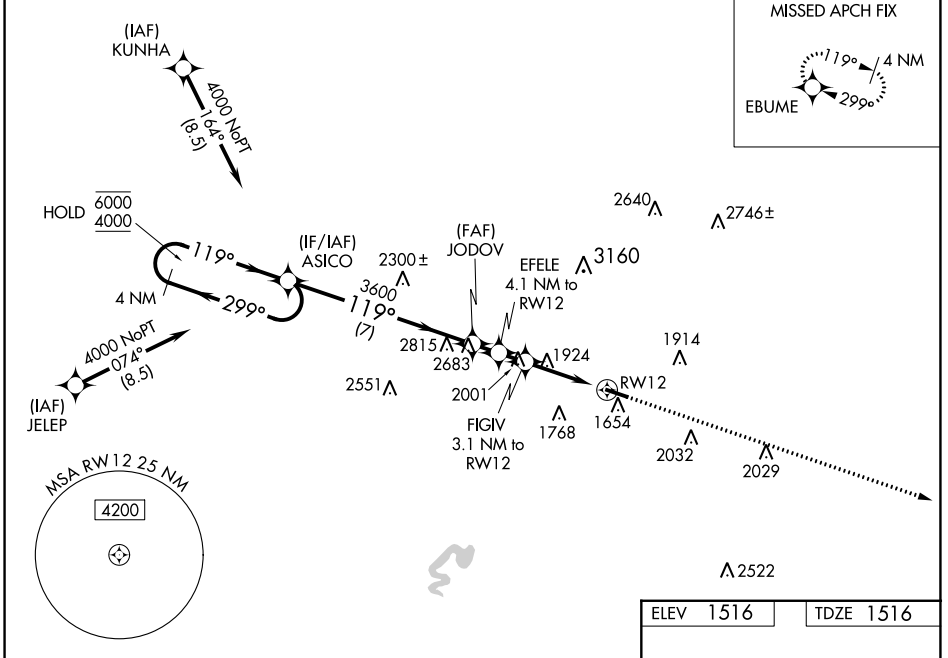 MISSED APCH FIX
119°
4 NM
EBUME
299°
(IAF)
KUNHA
4000 NoPT
164°
(8.5)
HOLD
6000
4000
119°
299°
4 NM
(IF/IAF)
ASICO
2300±
3600
119°
(7)
(FAF)
JODOV
EFELE
4.1 NM to
RW12
3160
2640
2746±
4000 NoPT
074°
(8.5)
(IAF)
JELEP
2815
2683
2551
2001
1924
1914
FIGIV
3.1 NM to
RW12
1768
RW12
1654
2032
2029
MSA RW12 25 NM
4200
2522
ELEV 1516
TDZE 1516